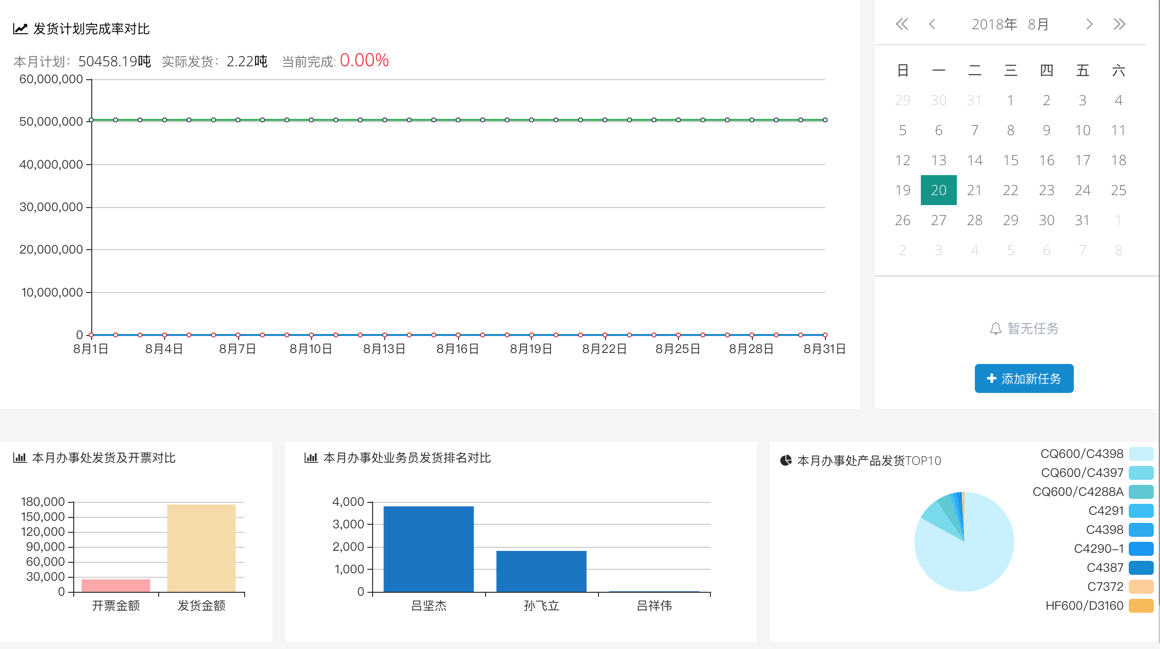 发货计划完成率对比
本月计划: 50458.19吨 实际发货: 2.22吨 当前完成: 0.00%
60,000,000
50,000,000
40,000,000
30,000,000
20,000,000
10,000,000
0
8月1日 8月4日 8月7日 8月10日 8月13日 8月16日 8月19日 8月22日 8月25日 8月28日 8月31日
2018年 8月
日 一 二 三 四 五 六
29 30 31 1 2 3 4
5 6 7 8 9 10 11
12 13 14 15 16 17 18
19 20 21 22 23 24 25
26 27 28 29 30 31 1
2 3 4 5 6 7 8
暂无任务
添加新任务
本月办事处发货及开票对比
180,000
150,000
120,000
90,000
60,000
30,000
0
开票金额 发货金额
本月办事处业务员发货排名对比
4,000
3,000
2,000
1,000
0
吕坚杰 孙飞立 吕祥伟
本月办事处产品发货TOP10
CQ600/C4398
CQ600/C4397
CQ600/C4288A
C4291
C4398
C4290-1
C4387
C7372
HF600/D3160